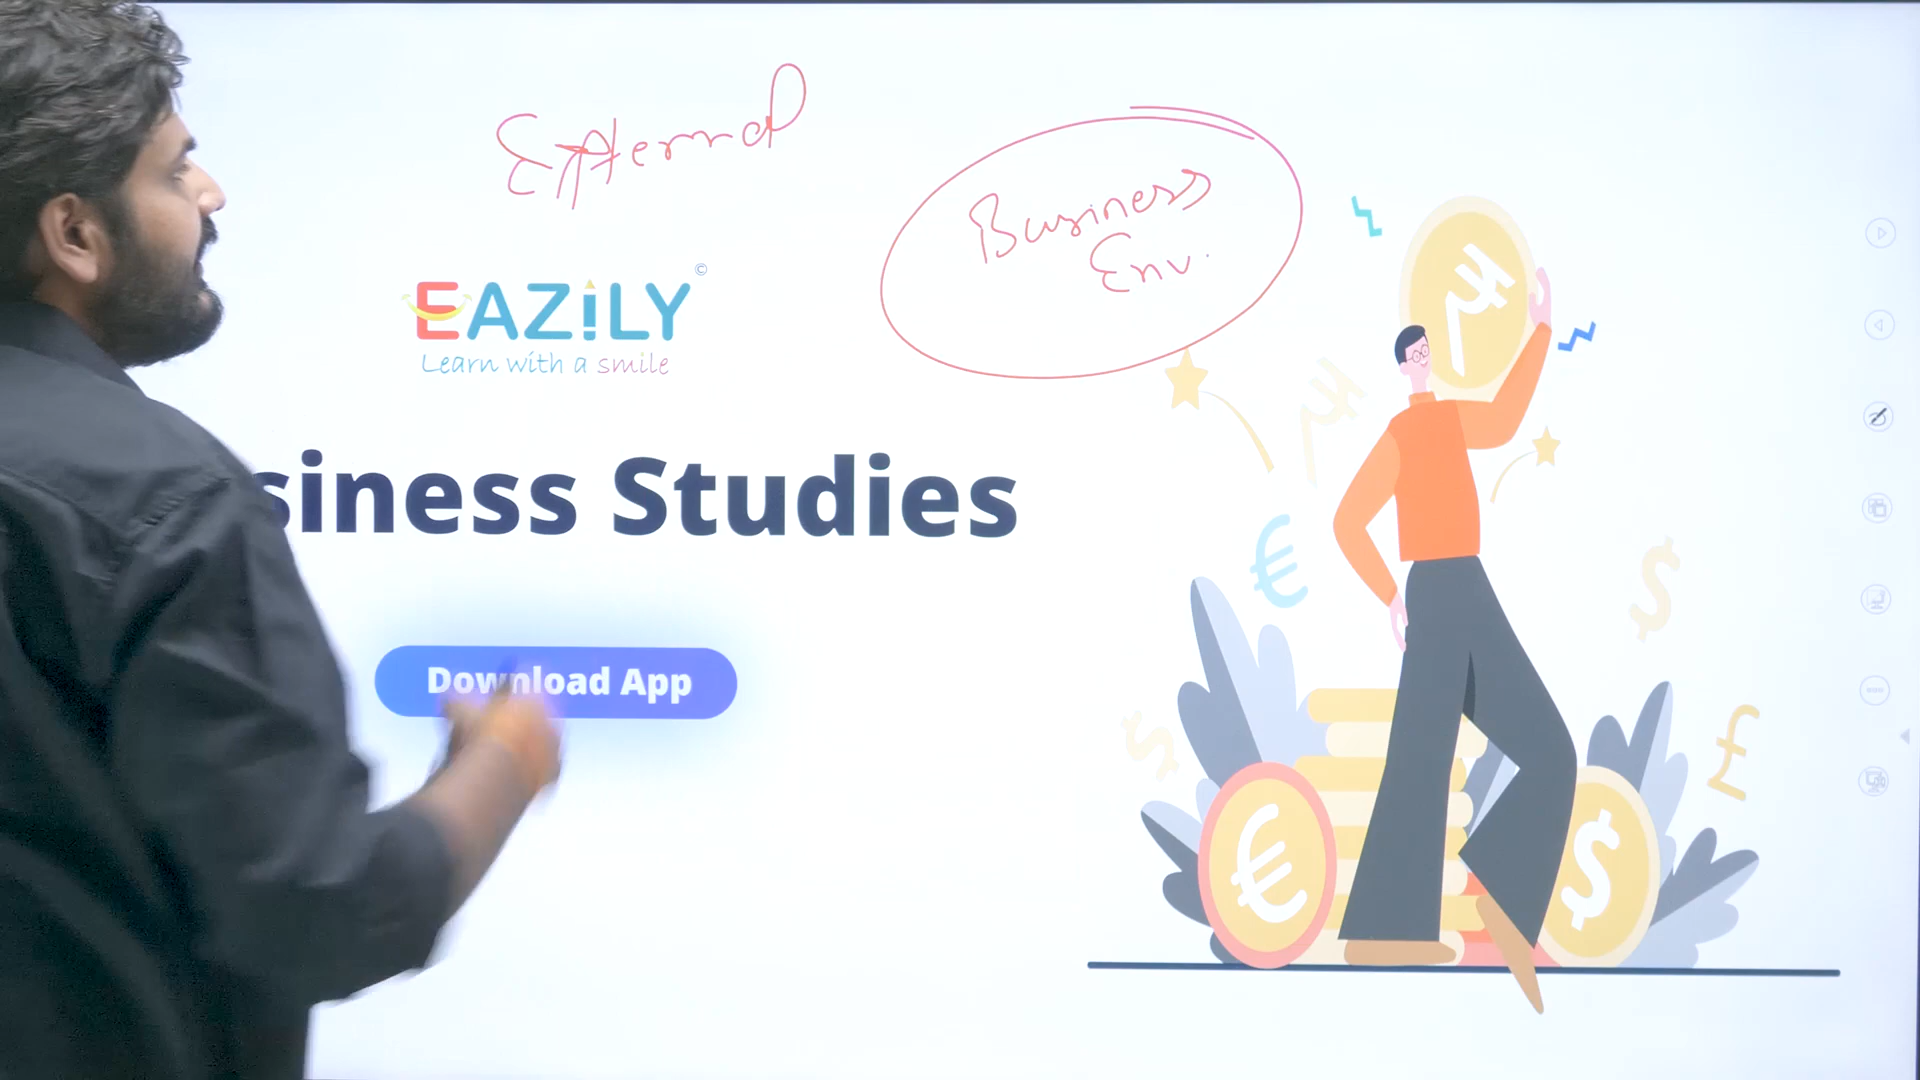 External
Business
Env.
EAZiLY ©
Learn with a smile
siness Studies
Download App